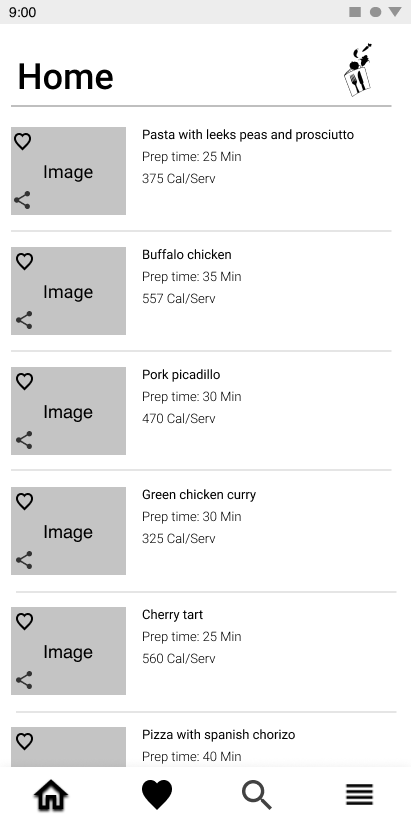 9:00
Home
Image
Pasta with leeks peas and prosciutto
Prep time: 25 Min
375 Cal/Serv
Image
Buffalo chicken
Prep time: 35 Min
557 Cal/Serv
Image
Pork picadillo
Prep time: 30 Min
470 Cal/Serv
Image
Green chicken curry
Prep time: 30 Min
325 Cal/Serv
Image
Cherry tart
Prep time: 25 Min
560 Cal/Serv
Pizza with spanish chorizo
Prep time: 40 Min